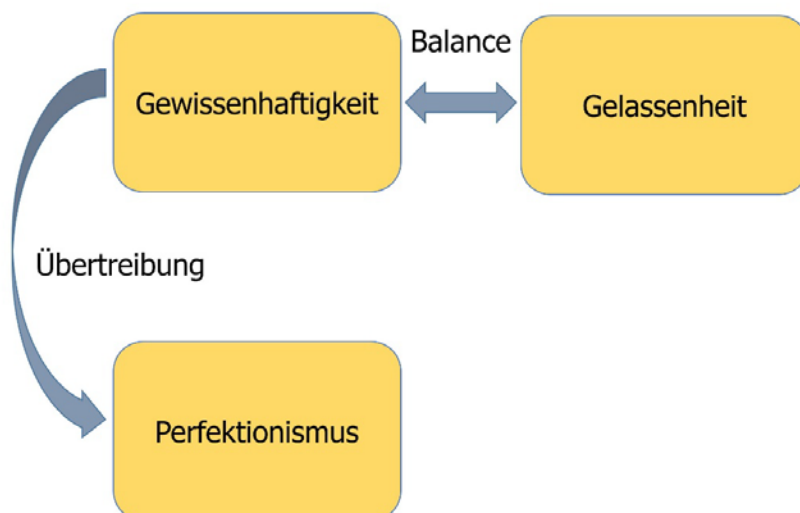 Balance
Gewissenhaftigkeit
Gelassenheit
Übertreibung
Perfektionismus